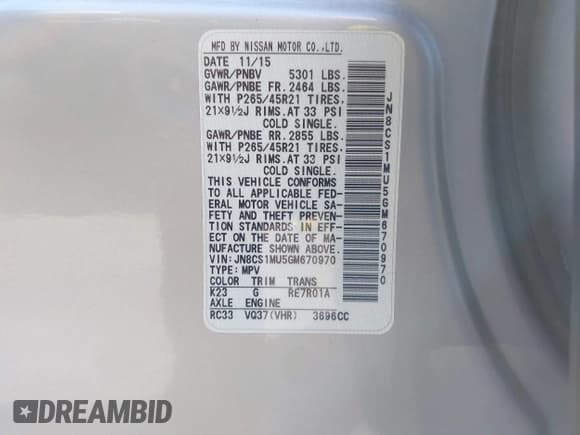 MFD BY NISSAN MOTOR CO.,LTD.
DATE 11/15
GVWR/PNBV 5301 LBS.
GAWR/PNBE FR. 2464 LBS.
WITH P265/45R21 TIRES.
21×9½J RIMS.AT 33 PSI
COLD SINGLE.
GAWR/PNBE RR. 2855 LBS.
WITH P265/45R21 TIRES.
21×9½J RIMS.AT 33 PSI
COLD SINGLE.
THIS VEHICLE CONFORMS
TO ALL APPLICABLE FED-
ERAL MOTOR VEHICLE SA-
FETY AND THEFT PREVEN-
TION STANDARDS IN EFF-
ECT ON THE DATE OF MA-
NUFACTURE SHOWN ABOVE.
VIN: JN8CS1MU5GM670970
TYPE: MPV
COLOR TRIM TRANS
K23 G RE7R01A
AXLE ENGINE
RC33 VQ37(VHR) 3696CC
JN8CS1MU5GM670970
DREAMBID